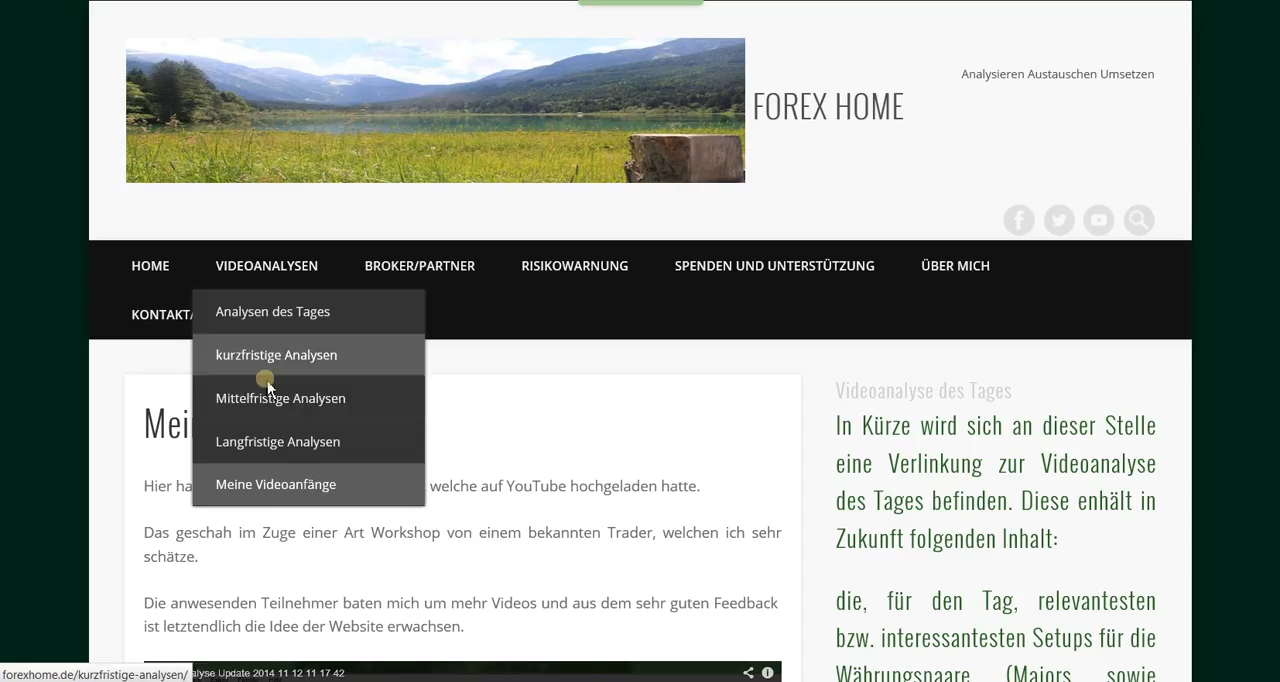 Analysieren Austauschen Umsetzen
FOREX HOME
HOME VIDEOANALYSEN BROKER/PARTNER RISIKOWARNUNG SPENDEN UND UNTERSTÜTZUNG ÜBER MICH
KONTAKT/
Analysen des Tages
kurzfristige Analysen
Mittelfristige Analysen
Langfristige Analysen
Meine Videoanfänge
Hier ha
welche auf YouTube hochgeladen hatte.
Das geschah im Zuge einer Art Workshop von einem bekannten Trader, welchen ich sehr
schätze.
Die anwesenden Teilnehmer baten mich um mehr Videos und aus dem sehr guten Feedback
ist letztendlich die Idee der Website erwachsen.
alyse Update 2014 11 12 11 17 42
Videoanalyse des Tages
In Kürze wird sich an dieser Stelle
eine Verlinkung zur Videoanalyse
des Tages befinden. Diese enhält in
Zukunft folgenden Inhalt:
die, für den Tag, relevantesten
bzw. interessantesten Setups für die
Währungspaare (Majors sowie
forexhome.de/kurzfristige-analysen/